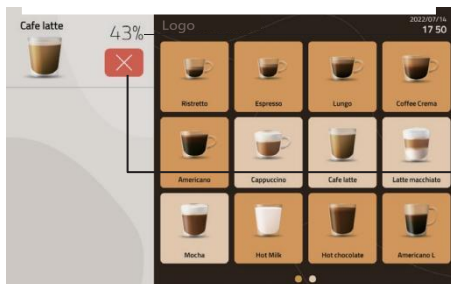 Cafe latte
43%
Logo
2022/07/14
17 50
Ristretto
Espresso
Lungo
Coffee Crema
Americano
Cappuccino
Cafe latte
Latte macchiato
Mocha
Hot Milk
Hot chocolate
Americano L